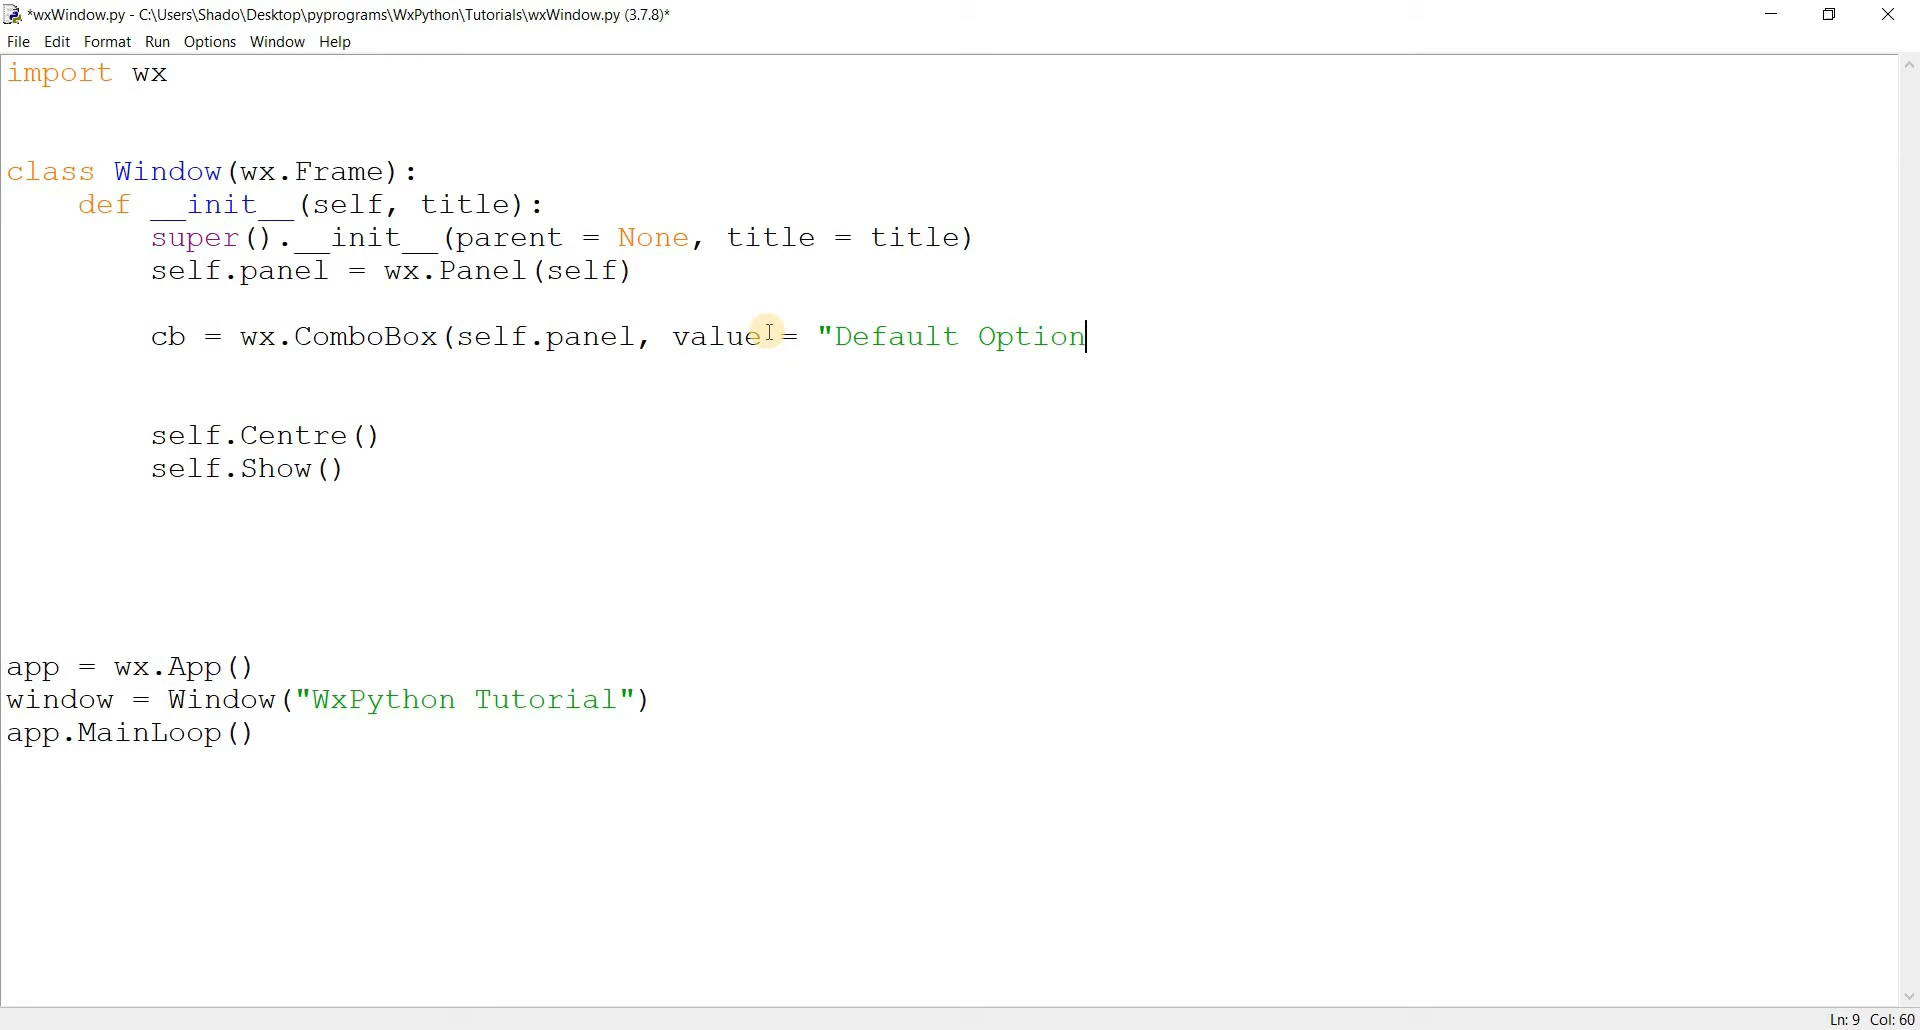 *wxWindow.py - C:\Users\Shado\Desktop\pyprograms\WxPython\Tutorials\wxWindow.py (3.7.8)*
File Edit Format Run Options Window Help
import wx
class Window(wx.Frame):
    def __init__(self, title):
        super().__init__(parent = None, title = title)
        self.panel = wx.Panel(self)
        cb = wx.ComboBox(self.panel, value = "Default Option
        self.Centre()
        self.Show()
app = wx.App()
window = Window("WxPython Tutorial")
app.MainLoop()
Ln: 9 Col: 60